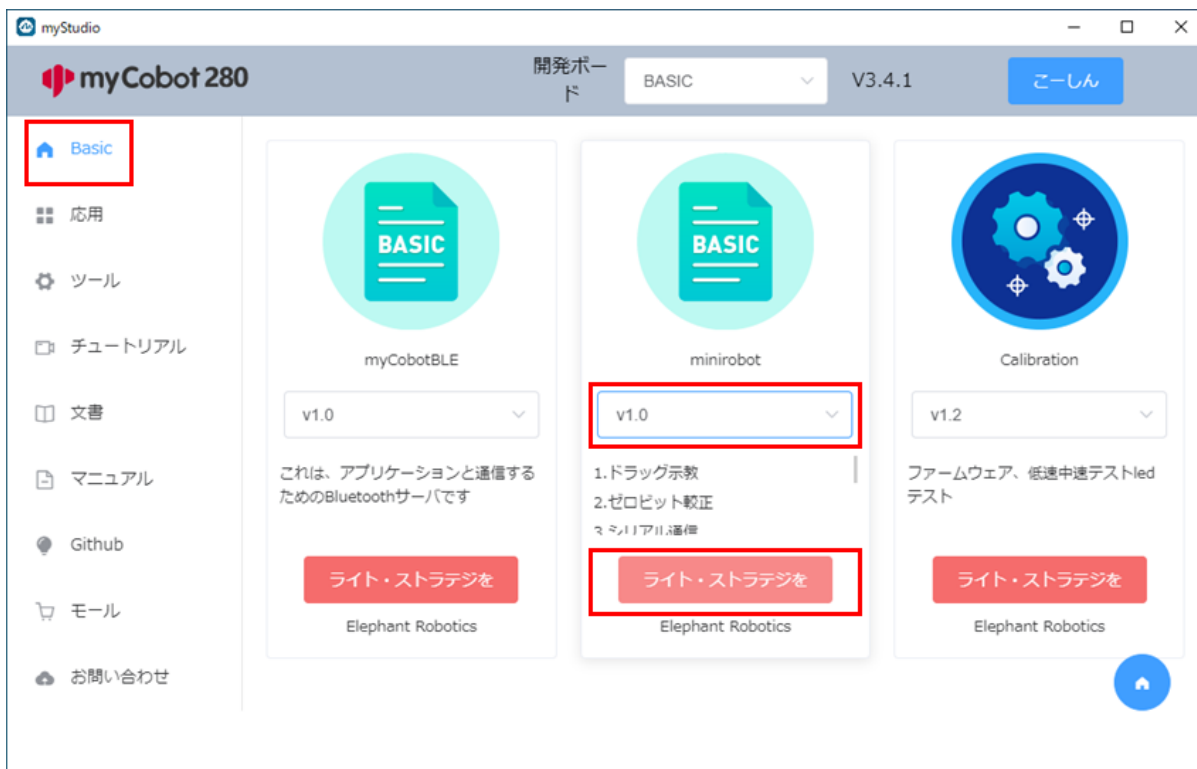 myStudio
myCobot 280
開発ボー
ド
BASIC
V3.4.1
こーしん
Basic
応用
ツール
チュートリアル
文書
マニュアル
Github
モール
お問い合わせ
BASIC
myCobotBLE
v1.0
これは、アプリケーションと通信する
ためのBluetoothサーバです
ライト・ストラテジを
Elephant Robotics
BASIC
minirobot
v1.0
1.ドラッグ示教
2.ゼロビット較正
3.シリアル通信
ライト・ストラテジを
Elephant Robotics
Calibration
v1.2
ファームウェア、低速中速テストled
テスト
ライト・ストラテジを
Elephant Robotics